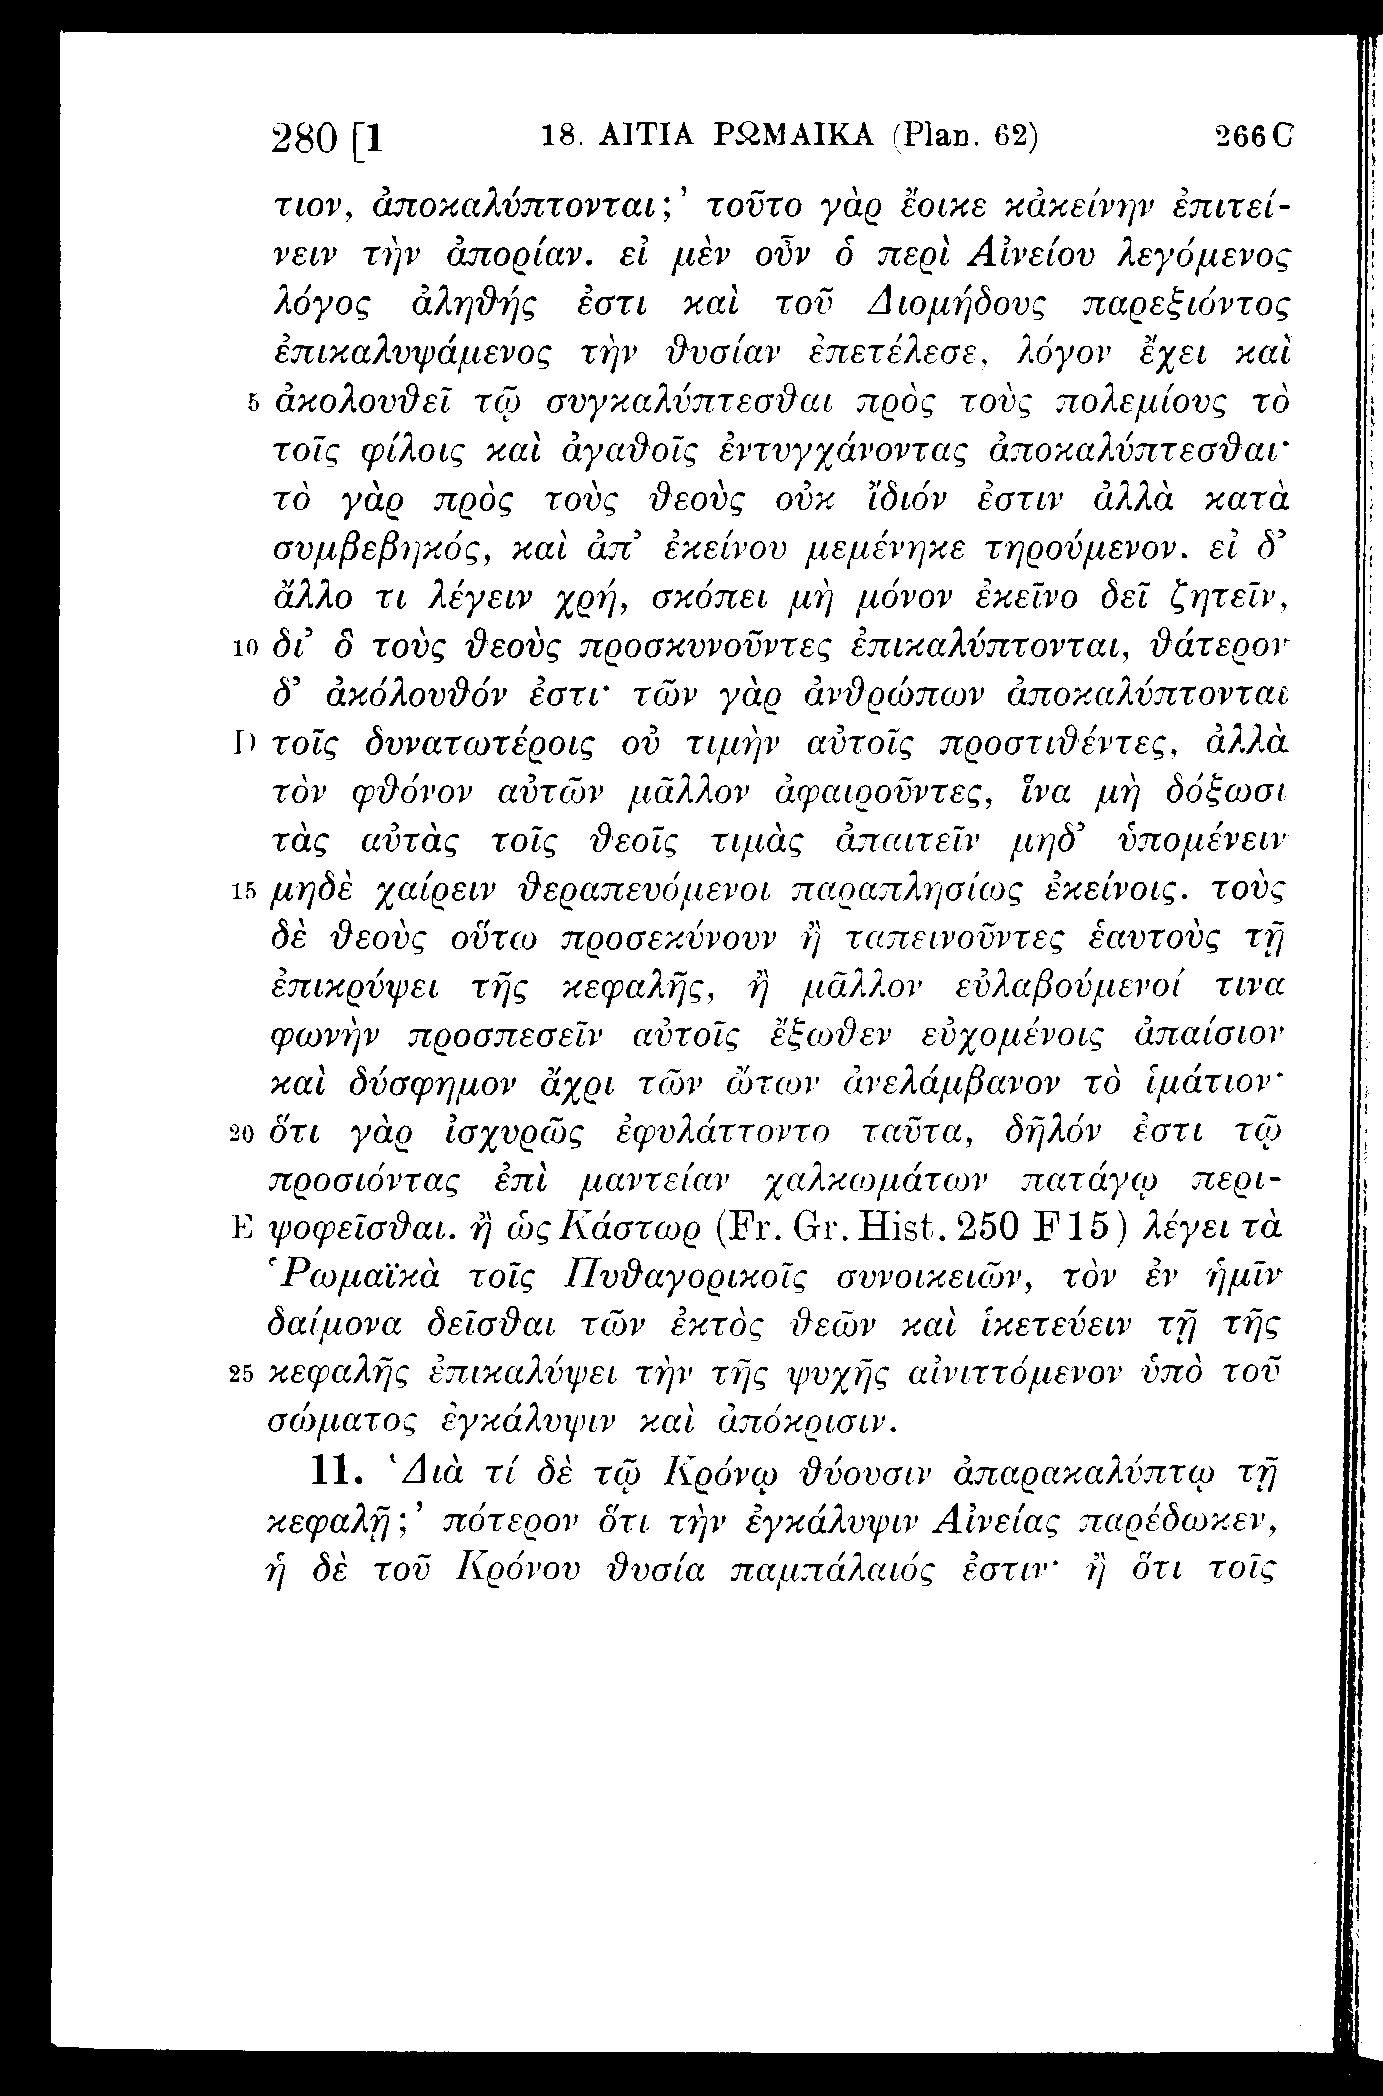 280 [1 18. ΑΙΤΙΑ ΡΩΜΑΙΚΑ (Plan. 62) 266 C
τιον, ἀποκαλύπτονται;’ τοῦτο γὰρ ἔοικε κἀκείνην ἐπιτεί-
νειν τὴν ἀπορίαν. εἰ μὲν οὖν ὁ περὶ Αἰνείου λεγόμενος
λόγος ἀληθής ἐστι καὶ τοῦ Διομήδους παρεξιόντος
ἐπικαλυψάμενος τὴν θυσίαν ἐπετέλεσε, λόγον ἔχει καὶ
5 ἀκολουθεῖ τῷ συγκαλύπτεσθαι πρὸς τοὺς πολεμίους τὸ
τοῖς φίλοις καὶ ἀγαθοῖς ἐντυγχάνοντας ἀποκαλύπτεσθαι·
τὸ γὰρ πρὸς τοὺς θεοὺς οὐκ ἴδιόν ἐστιν ἀλλὰ κατὰ
συμβεβηκός, καὶ ἀπ’ ἐκείνου μεμένηκε τηρούμενον. εἰ δ’
ἄλλο τι λέγειν χρή, σκόπει μὴ μόνον ἐκεῖνο δεῖ ζητεῖν,
10 δι’ ὃ τοὺς θεοὺς προσκυνοῦντες ἐπικαλύπτονται, θάτερον
δ’ ἀκόλουθόν ἐστι· τῶν γὰρ ἀνθρώπων ἀποκαλύπτονται
D τοῖς δυνατωτέροις οὐ τιμὴν αὐτοῖς προστιθέντες, ἀλλὰ
τὸν φθόνον αὐτῶν μᾶλλον ἀφαιροῦντες, ἵνα μὴ δόξωσι
τὰς αὐτὰς τοῖς θεοῖς τιμὰς ἀπαιτεῖν μηδ’ ὑπομένειν
15 μηδὲ χαίρειν θεραπευόμενοι παραπλησίως ἐκείνοις. τοὺς
δὲ θεοὺς οὕτω προσεκύνουν ἢ ταπεινοῦντες ἑαυτοὺς τῇ
ἐπικρύψει τῆς κεφαλῆς, ἢ μᾶλλον εὐλαβούμενοί τινα
φωνὴν προσπεσεῖν αὐτοῖς ἔξωθεν εὐχομένοις ἀπαίσιον
καὶ δύσφημον ἄχρι τῶν ὤτων ἀνελάμβανον τὸ ἱμάτιον·
20 ὅτι γὰρ ἰσχυρῶς ἐφυλάττοντο ταῦτα, δῆλόν ἐστι τῷ
προσιόντας ἐπὶ μαντείαν χαλκωμάτων πατάγῳ περι-
E ψοφεῖσθαι. ἢ ὡς Κάστωρ (Fr. Gr. Hist. 250 F 15) λέγει τὰ
Ῥωμαϊκὰ τοῖς Πυθαγορικοῖς συνοικειῶν, τὸν ἐν ἡμῖν
δαίμονα δεῖσθαι τῶν ἐκτὸς θεῶν καὶ ἱκετεύειν τῇ τῆς
25 κεφαλῆς ἐπικαλύψει τὴν τῆς ψυχῆς αἰνιττόμενον ὑπὸ τοῦ
σώματος ἐγκάλυψιν καὶ ἀπόκρισιν.
11. ‘Διὰ τί δὲ τῷ Κρόνῳ θύουσιν ἀπαρακαλύπτῳ τῇ
κεφαλῇ;’ πότερον ὅτι τὴν ἐγκάλυψιν Αἰνείας παρέδωκεν,
ἡ δὲ τοῦ Κρόνου θυσία παμπάλαιός ἐστιν· ἢ ὅτι τοῖς